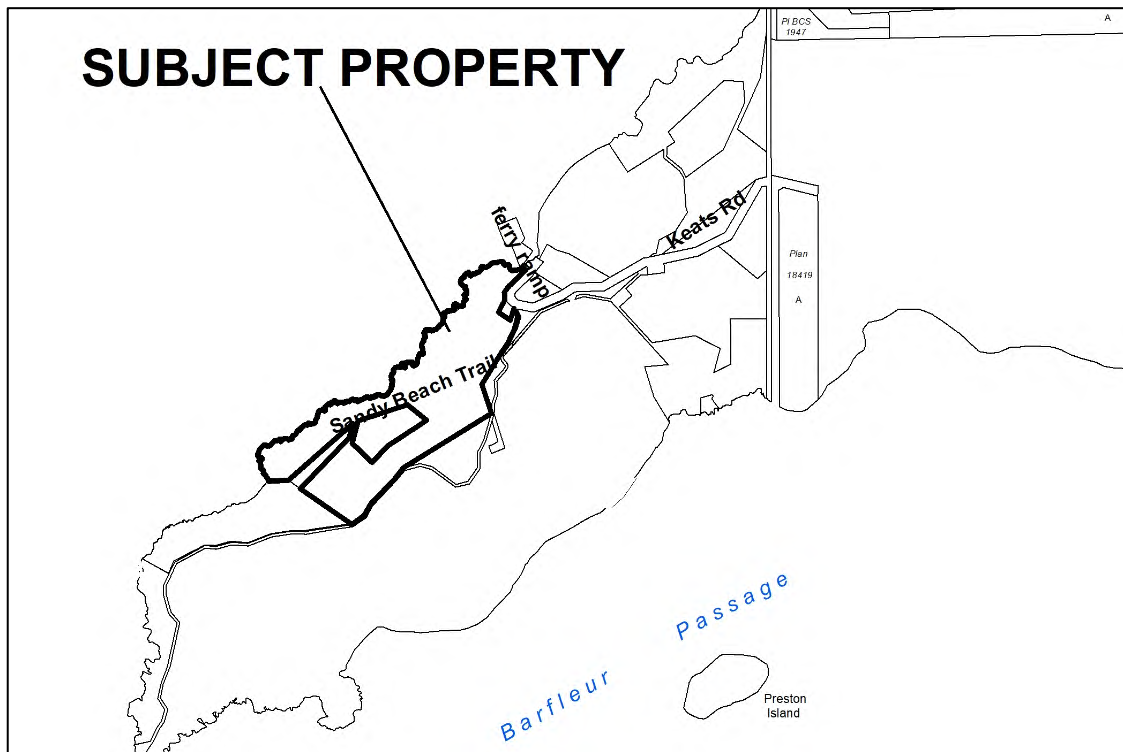 Pl BCS
1947
A
SUBJECT PROPERTY
Keats Rd
ferry ramp
Plan
18419
A
Sandy Beach Trail
Barfleur Passage
Preston
Island